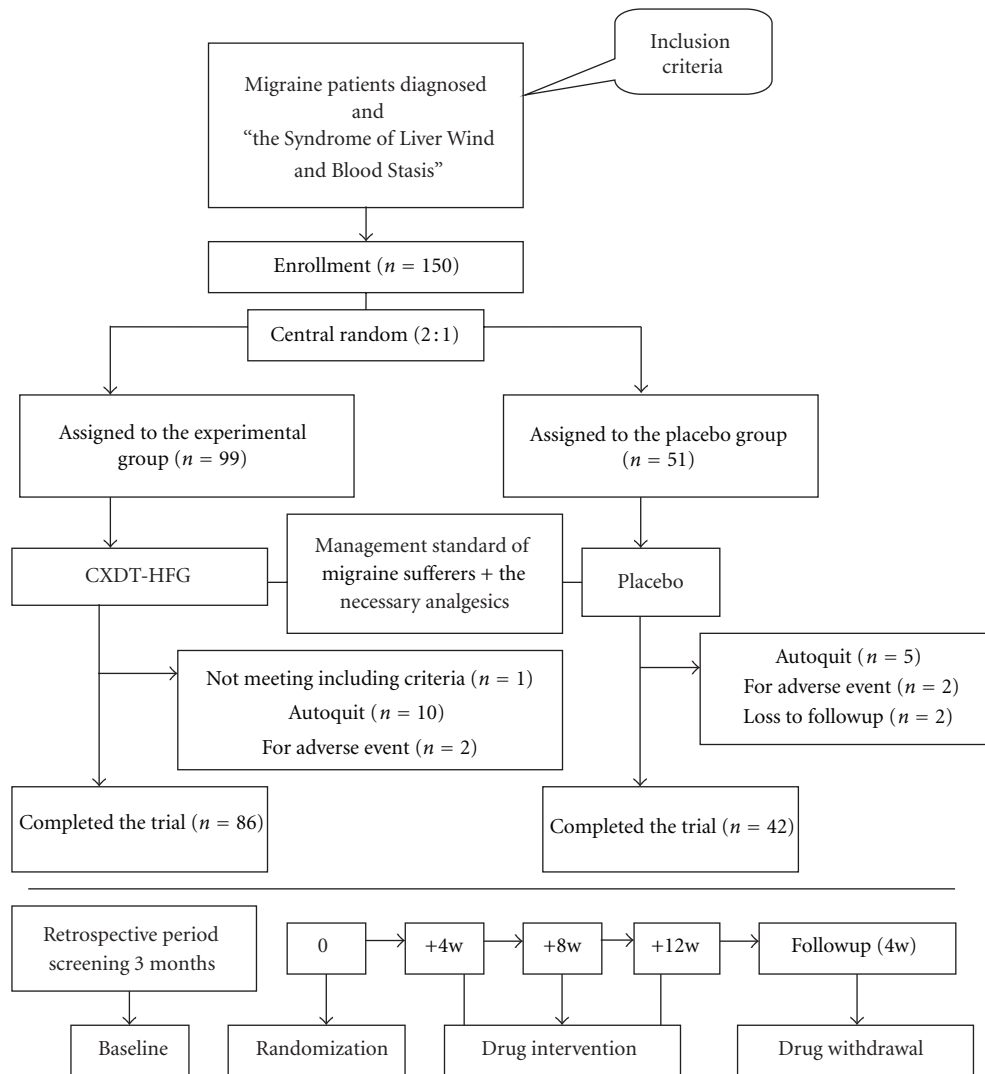 Inclusion
criteria
Migraine patients diagnosed
and
“the Syndrome of Liver Wind
and Blood Stasis”
Enrollment (n = 150)
Central random (2:1)
Assigned to the experimental
group (n = 99)
Assigned to the placebo group
(n = 51)
CXDT-HFG
Management standard of
migraine sufferers + the
necessary analgesics
Placebo
Not meeting including criteria (n = 1)
Autoquit (n = 10)
For adverse event (n = 2)
Autoquit (n = 5)
For adverse event (n = 2)
Loss to followup (n = 2)
Completed the trial (n = 86)
Completed the trial (n = 42)
Retrospective period
screening 3 months
0
+4w
+8w
+12w
Followup (4w)
Baseline
Randomization
Drug intervention
Drug withdrawal